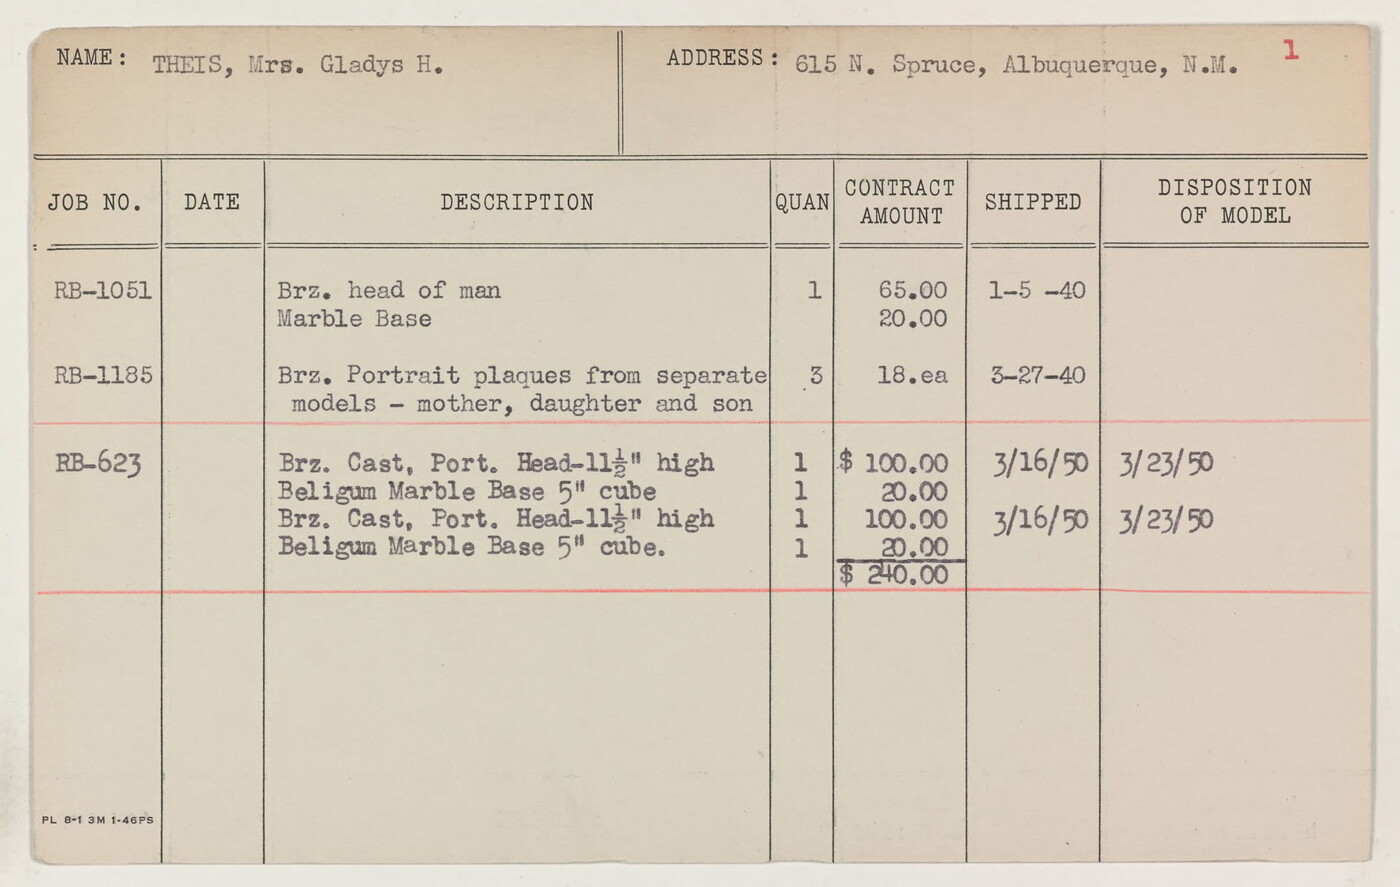 NAME: THEIS, Mrs. Gladys H. ADDRESS: 615 N. Spruce, Albuquerque, N.M. 1
JOB NO. DATE DESCRIPTION QUAN CONTRACT AMOUNT SHIPPED DISPOSITION OF MODEL
RB-1051 Brz. head of man 1 65.00 1-5 -40
Marble Base 20.00
RB-1185 Brz. Portrait plaques from separate 3 18.ea 3-27-40
models - mother, daughter and son
RB-623 Brz. Cast, Port. Head-11½" high 1 $ 100.00 3/16/50 3/23/50
Beligum Marble Base 5" cube 1 20.00
Brz. Cast, Port. Head-11½" high 1 100.00 3/16/50 3/23/50
Beligum Marble Base 5" cube. 1 20.00
$ 240.00
PL 8-1 3M 1-46PS